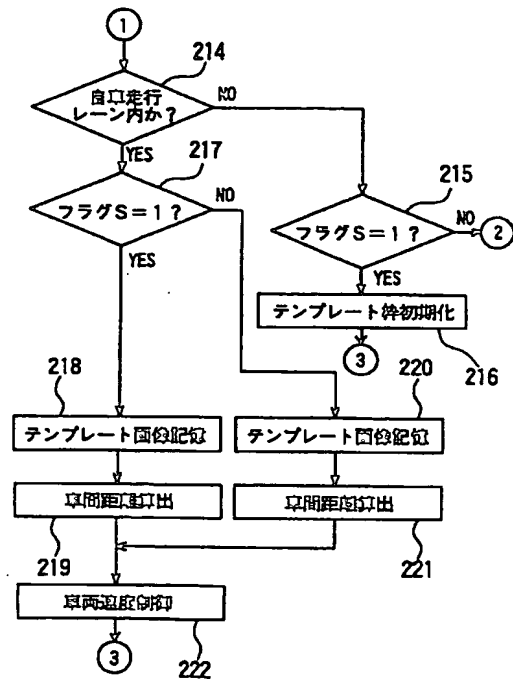 1
214
自車走行
レーン内か?
NO
YES
217
フラグS=1?
NO
YES
215
フラグS=1?
NO
2
YES
テンプレート枠初期化
3
216
218
テンプレート画像記憶
220
テンプレート画像記憶
車間距離算出
219
車間距離算出
221
車両速度制御
3
222